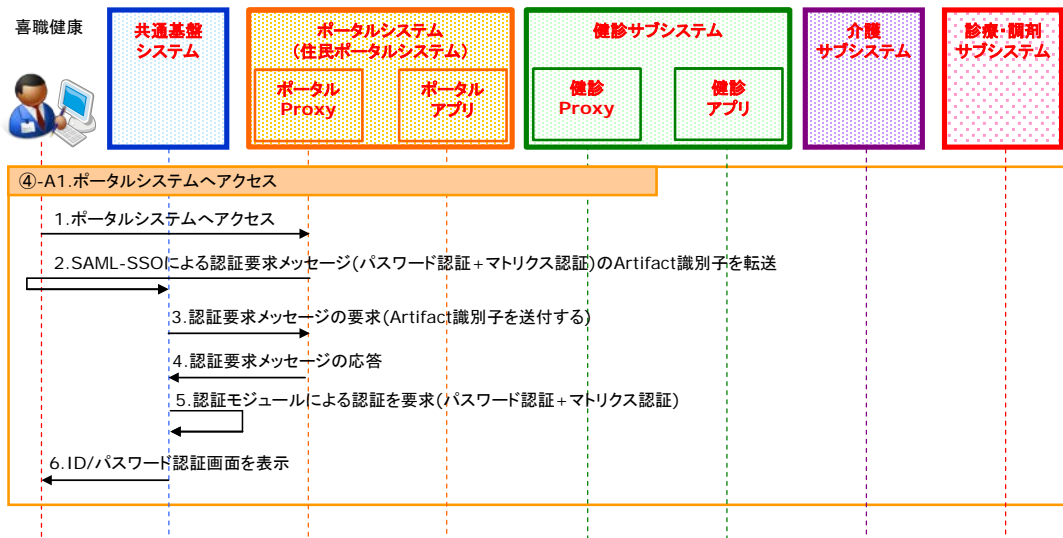 喜職健康
共通基盤
システム
ポータルシステム
（住民ポータルシステム）
ポータル
Proxy
ポータル
アプリ
健診サブシステム
健診
Proxy
健診
アプリ
介護
サブシステム
診療・調剤
サブシステム
④-A1.ポータルシステムへアクセス
1.ポータルシステムへアクセス
2.SAML-SSOによる認証要求メッセージ(パスワード認証+マトリクス認証)のArtifact識別子を転送
3.認証要求メッセージの要求(Artifact識別子を送付する)
4.認証要求メッセージの応答
5.認証モジュールによる認証を要求(パスワード認証+マトリクス認証)
6.ID/パスワード認証画面を表示